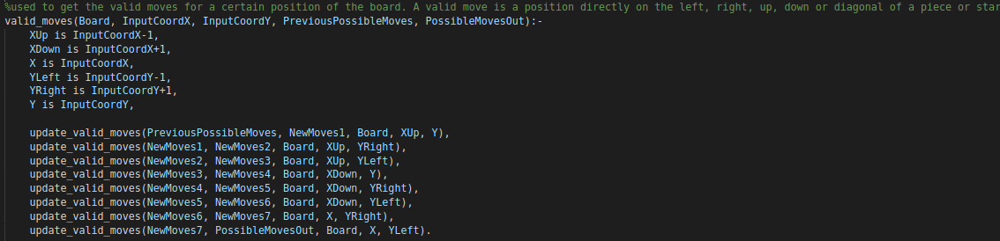 %used to get the valid moves for a certain position of the board. A valid move is a position directly on the left, right, up, down or diagonal of a piece or star
valid_moves(Board, InputCoordX, InputCoordY, PreviousPossibleMoves, PossibleMovesOut):-
    XUp is InputCoordX-1,
    XDown is InputCoordX+1,
    X is InputCoordX,
    YLeft is InputCoordY-1,
    YRight is InputCoordY+1,
    Y is InputCoordY,

    update_valid_moves(PreviousPossibleMoves, NewMoves1, Board, XUp, Y),
    update_valid_moves(NewMoves1, NewMoves2, Board, XUp, YRight),
    update_valid_moves(NewMoves2, NewMoves3, Board, XUp, YLeft),
    update_valid_moves(NewMoves3, NewMoves4, Board, XDown, Y),
    update_valid_moves(NewMoves4, NewMoves5, Board, XDown, YRight),
    update_valid_moves(NewMoves5, NewMoves6, Board, XDown, YLeft),
    update_valid_moves(NewMoves6, NewMoves7, Board, X, YRight),
    update_valid_moves(NewMoves7, PossibleMovesOut, Board, X, YLeft).